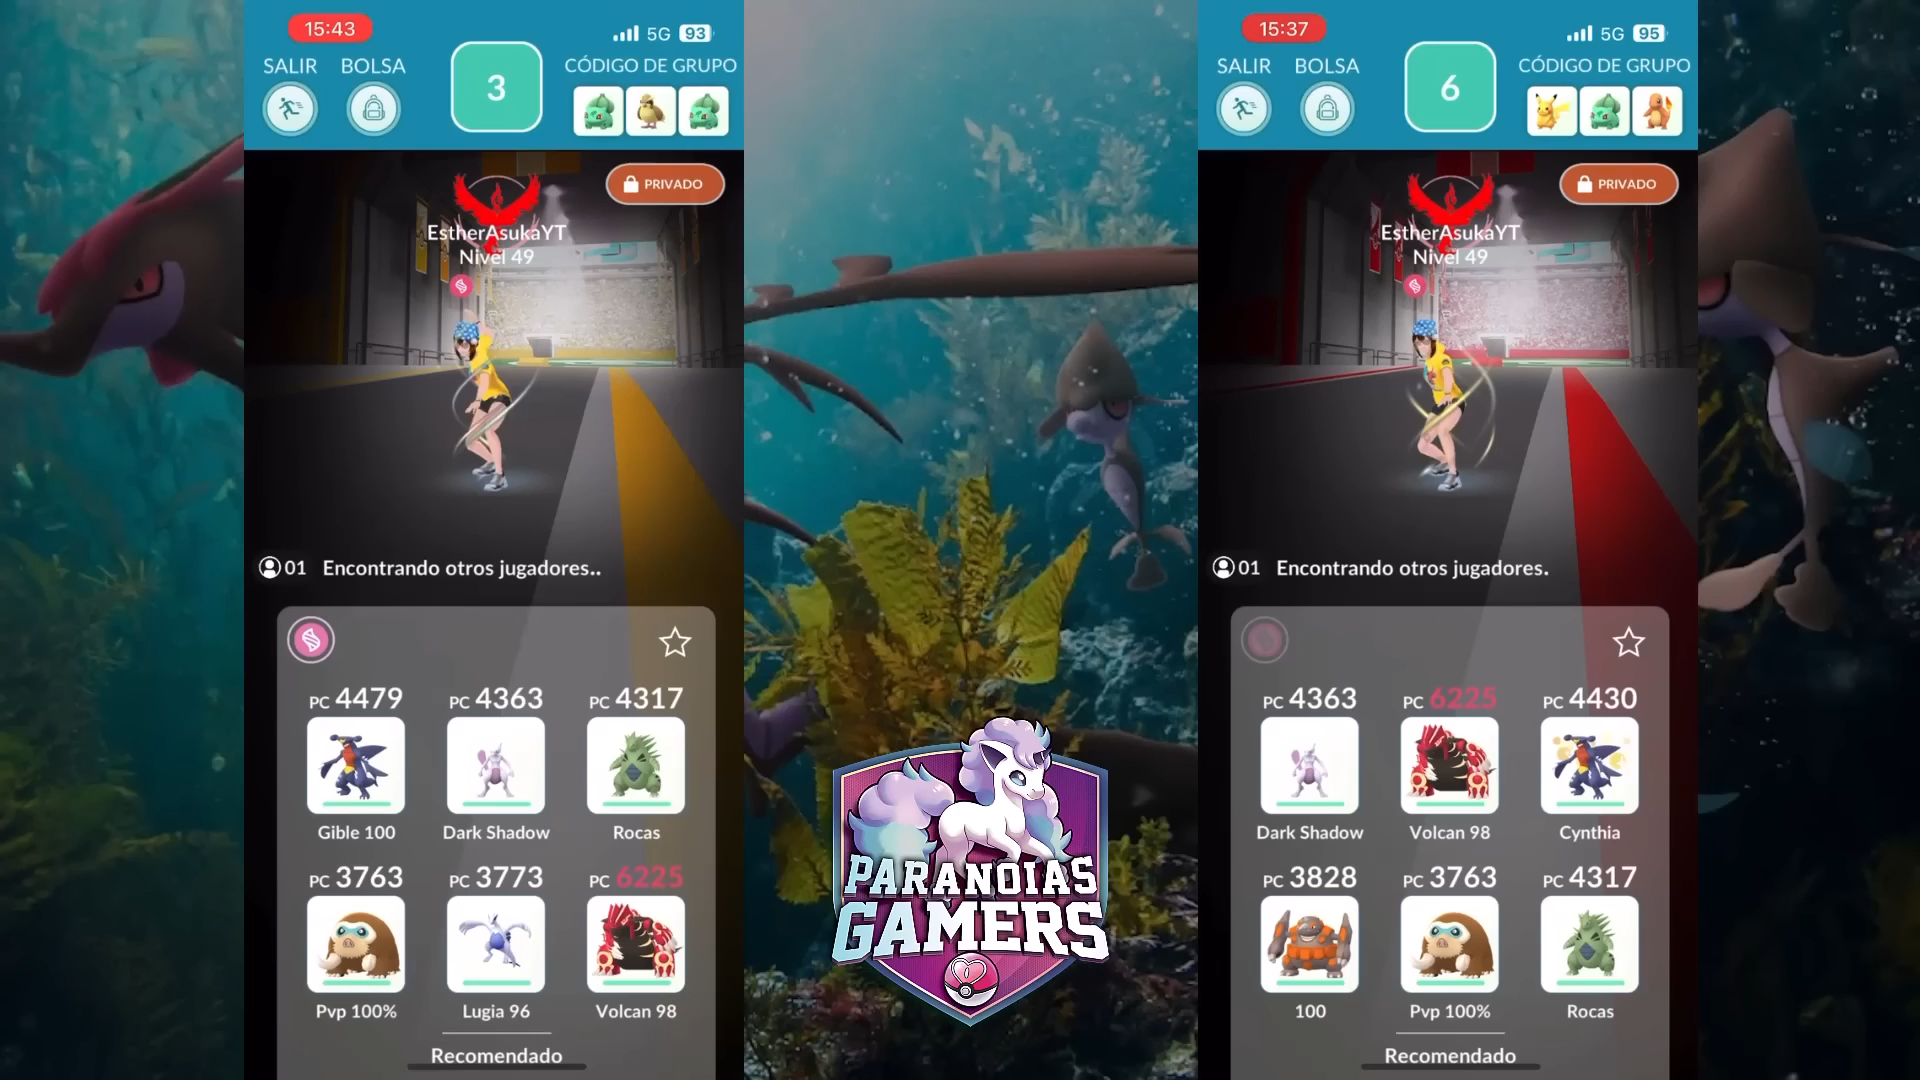 15:43
5G 93
SALIR BOLSA
3
CÓDIGO DE GRUPO
PRIVADO
EstherAsukaYT
Nivel 49
01 Encontrando otros jugadores..
PC 4479 PC 4363 PC 4317
Gible 100 Dark Shadow Rocas
PC 3763 PC 3773 PC 6225
Pvp 100% Lugia 96 Volcan 98
Recomendado
PARANOIAS
GAMERS
15:37
5G 95
SALIR BOLSA
6
CÓDIGO DE GRUPO
PRIVADO
EstherAsukaYT
Nivel 49
01 Encontrando otros jugadores.
PC 4363 PC 6225 PC 4430
Dark Shadow Volcan 98 Cynthia
PC 3828 PC 3763 PC 4317
100 Pvp 100% Rocas
Recomendado